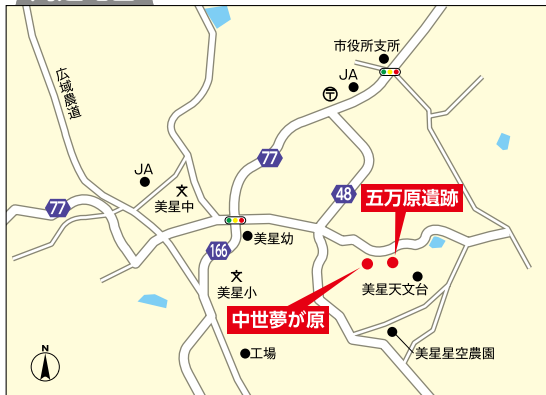 市役所支所
JA
〒
広域農道
77
48
五万原遺跡
JA
美星中
77
166
美星幼
美星小
美星天文台
中世夢が原
工場
美星星空農園
N